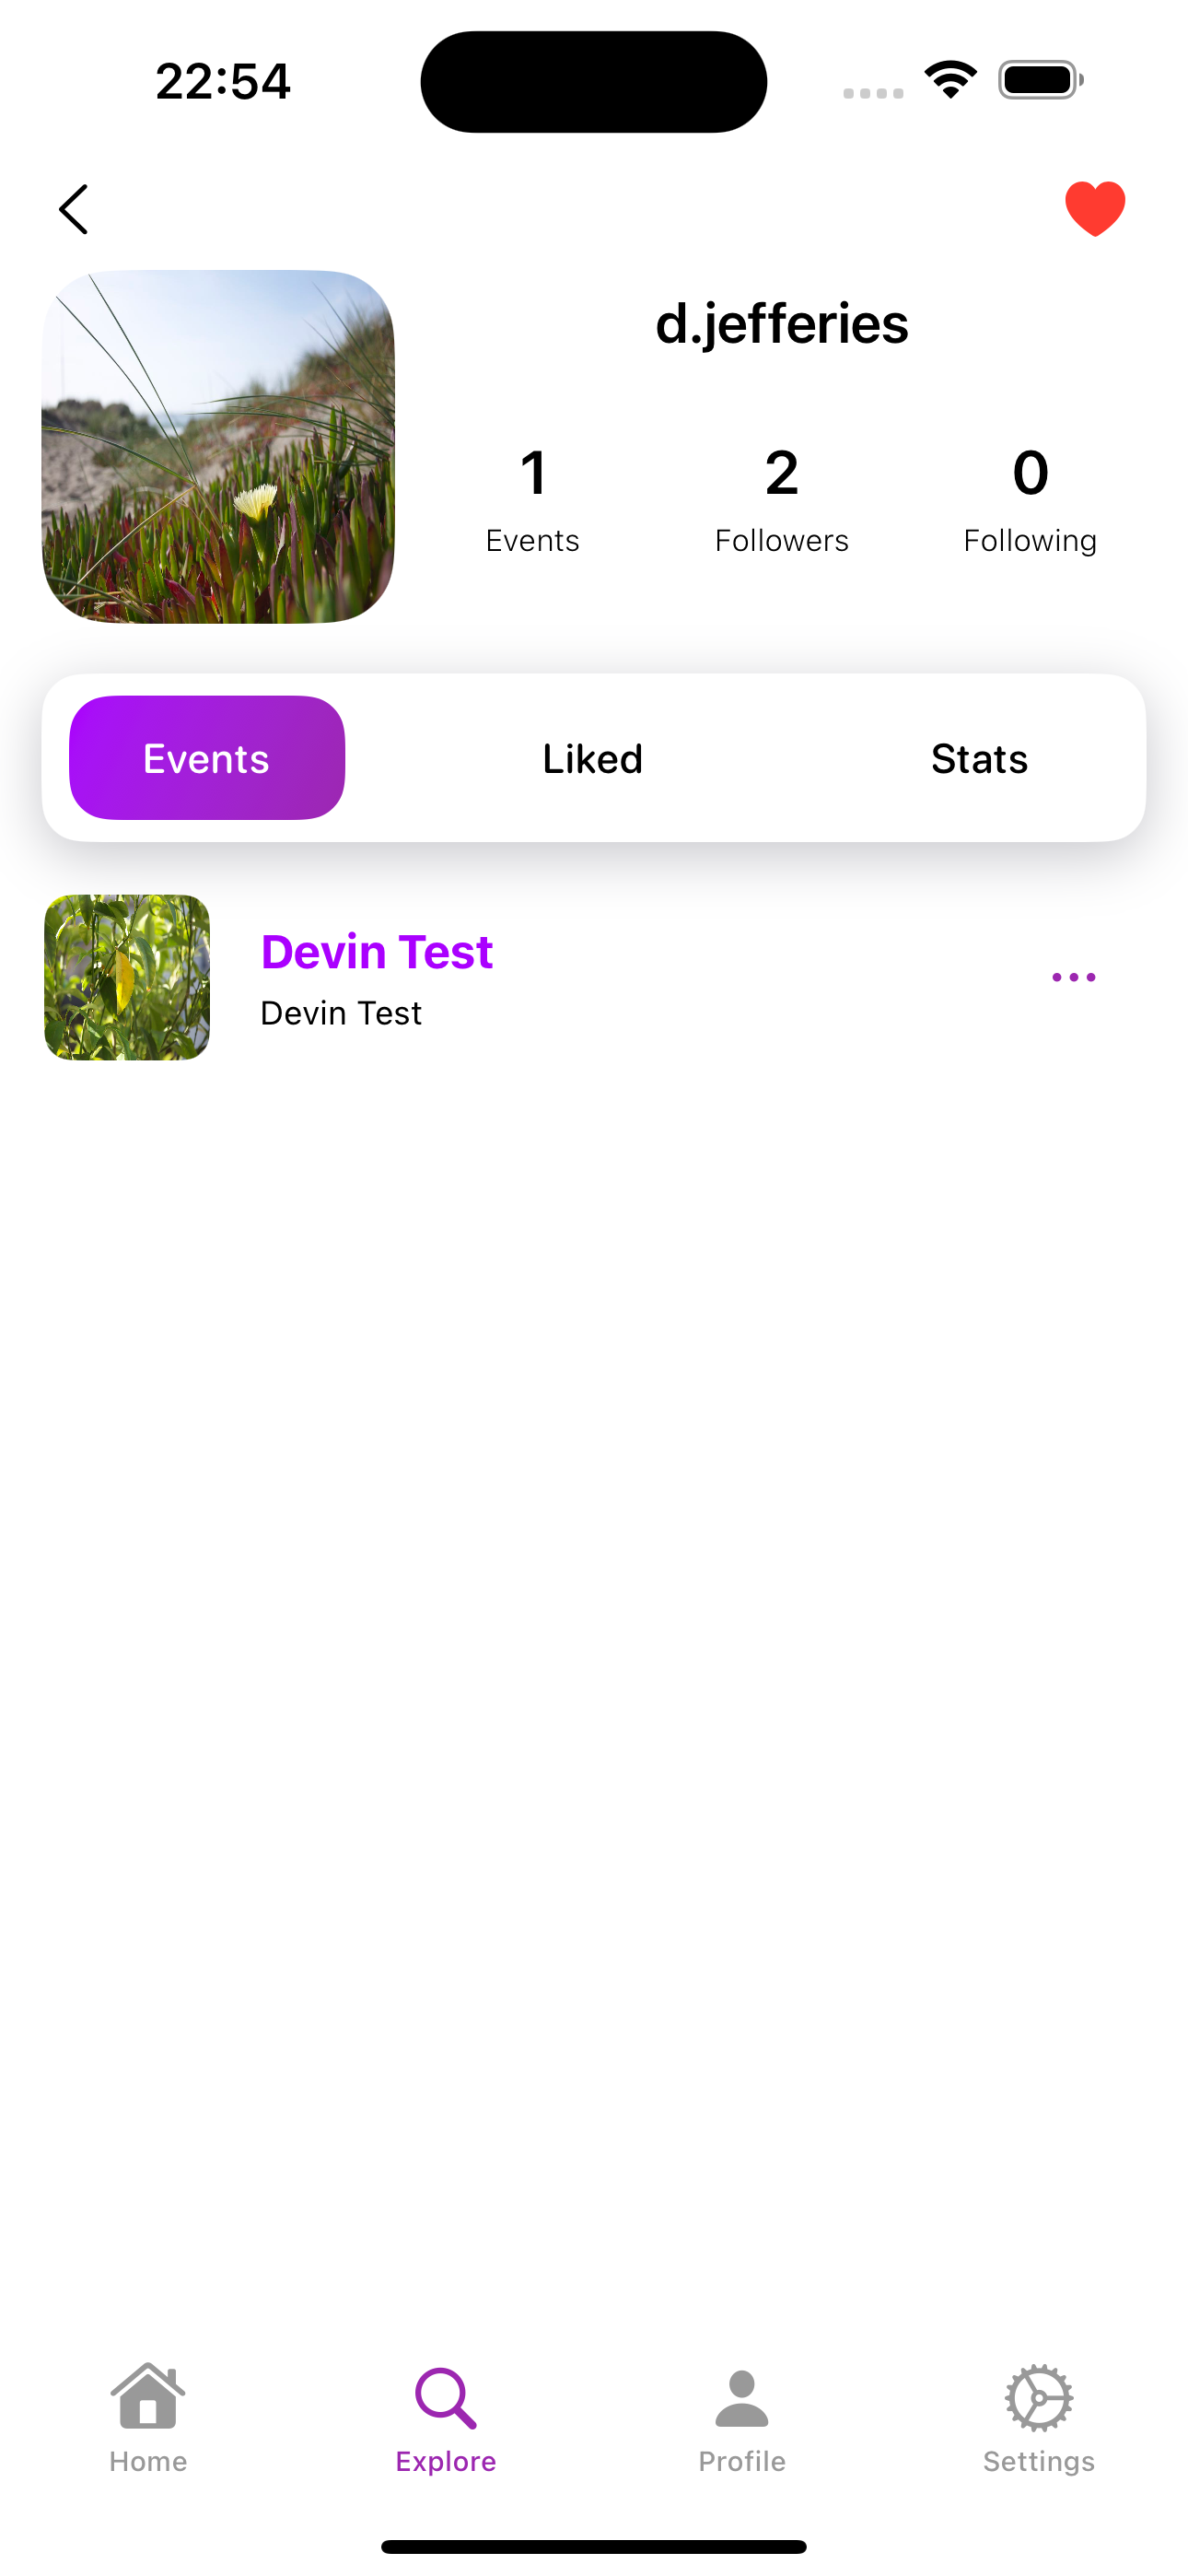 22:54
d.jefferies
1 2 0
Events Followers Following
Events Liked Stats
Devin Test
Devin Test
Home Explore Profile Settings